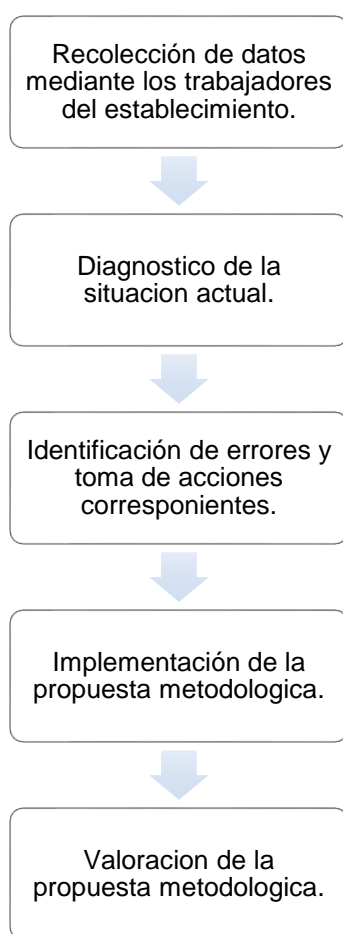 Recolección de datos
mediante los trabajadores
del establecimiento.
Diagnostico de la
situacion actual.
Identificación de errores y
toma de acciones
corresponientes.
Implementación de la
propuesta metodologica.
Valoracion de la
propuesta metodologica.